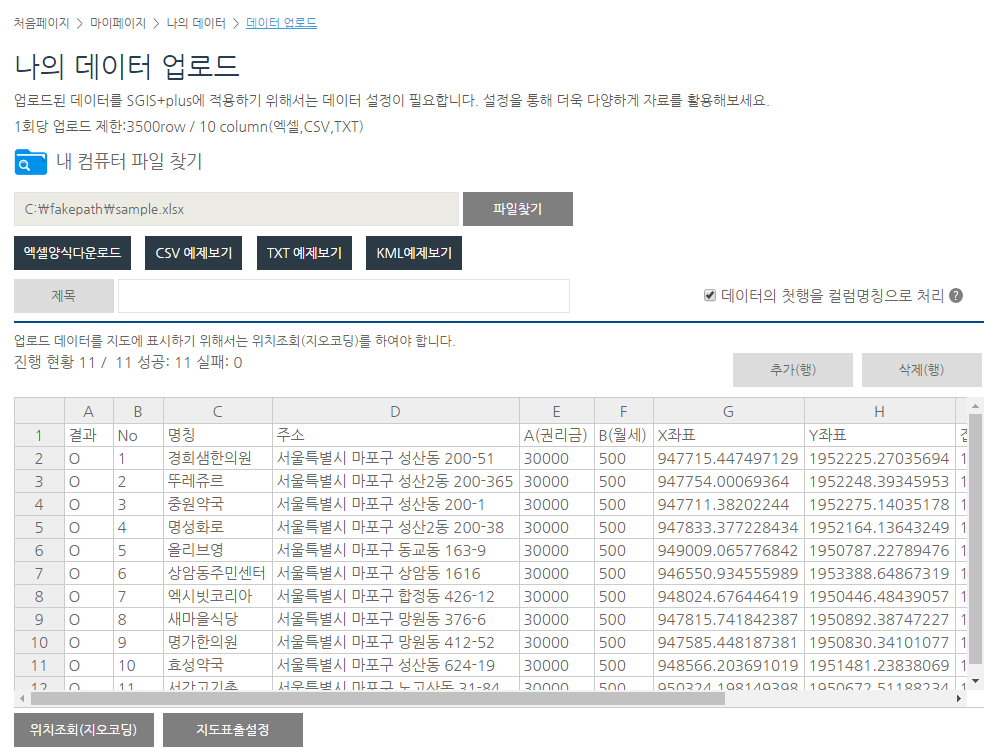 처음페이지 > 마이페이지 > 나의 데이터 > 데이터 업로드
나의 데이터 업로드
업로드된 데이터를 SGIS+plus에 적용하기 위해서는 데이터 설정이 필요합니다. 설정을 통해 더욱 다양하게 자료를 활용해보세요.
1회당 업로드 제한:3500row / 10 column(엑셀,CSV,TXT)
내 컴퓨터 파일 찾기
C:₩fakepath₩sample.xlsx 파일찾기
엑셀양식다운로드 CSV 예제보기 TXT 예제보기 KML예제보기
제목 데이터의 첫행을 컬럼명칭으로 처리 ?
업로드 데이터를 지도에 표시하기 위해서는 위치조회(지오코딩)를 하여야 합니다.
진행 현황 11 / 11 성공: 11 실패: 0
추가(행) 삭제(행)
A B C D E F G H
1 결과 No 명칭 주소 A(권리금) B(월세) X좌표 Y좌표
2 O 1 경희샘한의원 서울특별시 마포구 성산동 200-51 30000 500 947715.447497129 1952225.27035694 1
3 O 2 뚜레쥬르 서울특별시 마포구 성산2동 200-365 30000 500 947754.00069364 1952248.39345953 1
4 O 3 중원약국 서울특별시 마포구 성산동 200-1 30000 500 947711.38202244 1952275.14035178 1
5 O 4 명성화로 서울특별시 마포구 성산2동 200-38 30000 500 947833.377228434 1952164.13643249 1
6 O 5 올리브영 서울특별시 마포구 동교동 163-9 30000 500 949009.065776842 1950787.22789476 1
7 O 6 상암동주민센터 서울특별시 마포구 상암동 1616 30000 500 946550.934555989 1953388.64867319 1
8 O 7 엑시빗코리아 서울특별시 마포구 합정동 426-12 30000 500 948024.676446419 1950446.48439057 1
9 O 8 새마을식당 서울특별시 마포구 망원동 376-6 30000 500 947815.741842387 1950892.38747227 1
10 O 9 명가한의원 서울특별시 마포구 망원동 412-52 30000 500 947585.448187381 1950830.34101077 1
11 O 10 효성약국 서울특별시 마포구 성산동 624-19 30000 500 948566.203691019 1951481.23838069 1
12 O 11 서강고기촌 서울특별시 마포구 노고산동 31-84 30000 500 950324.198149398 1950672.51188234 1
위치조회(지오코딩) 지도표출설정